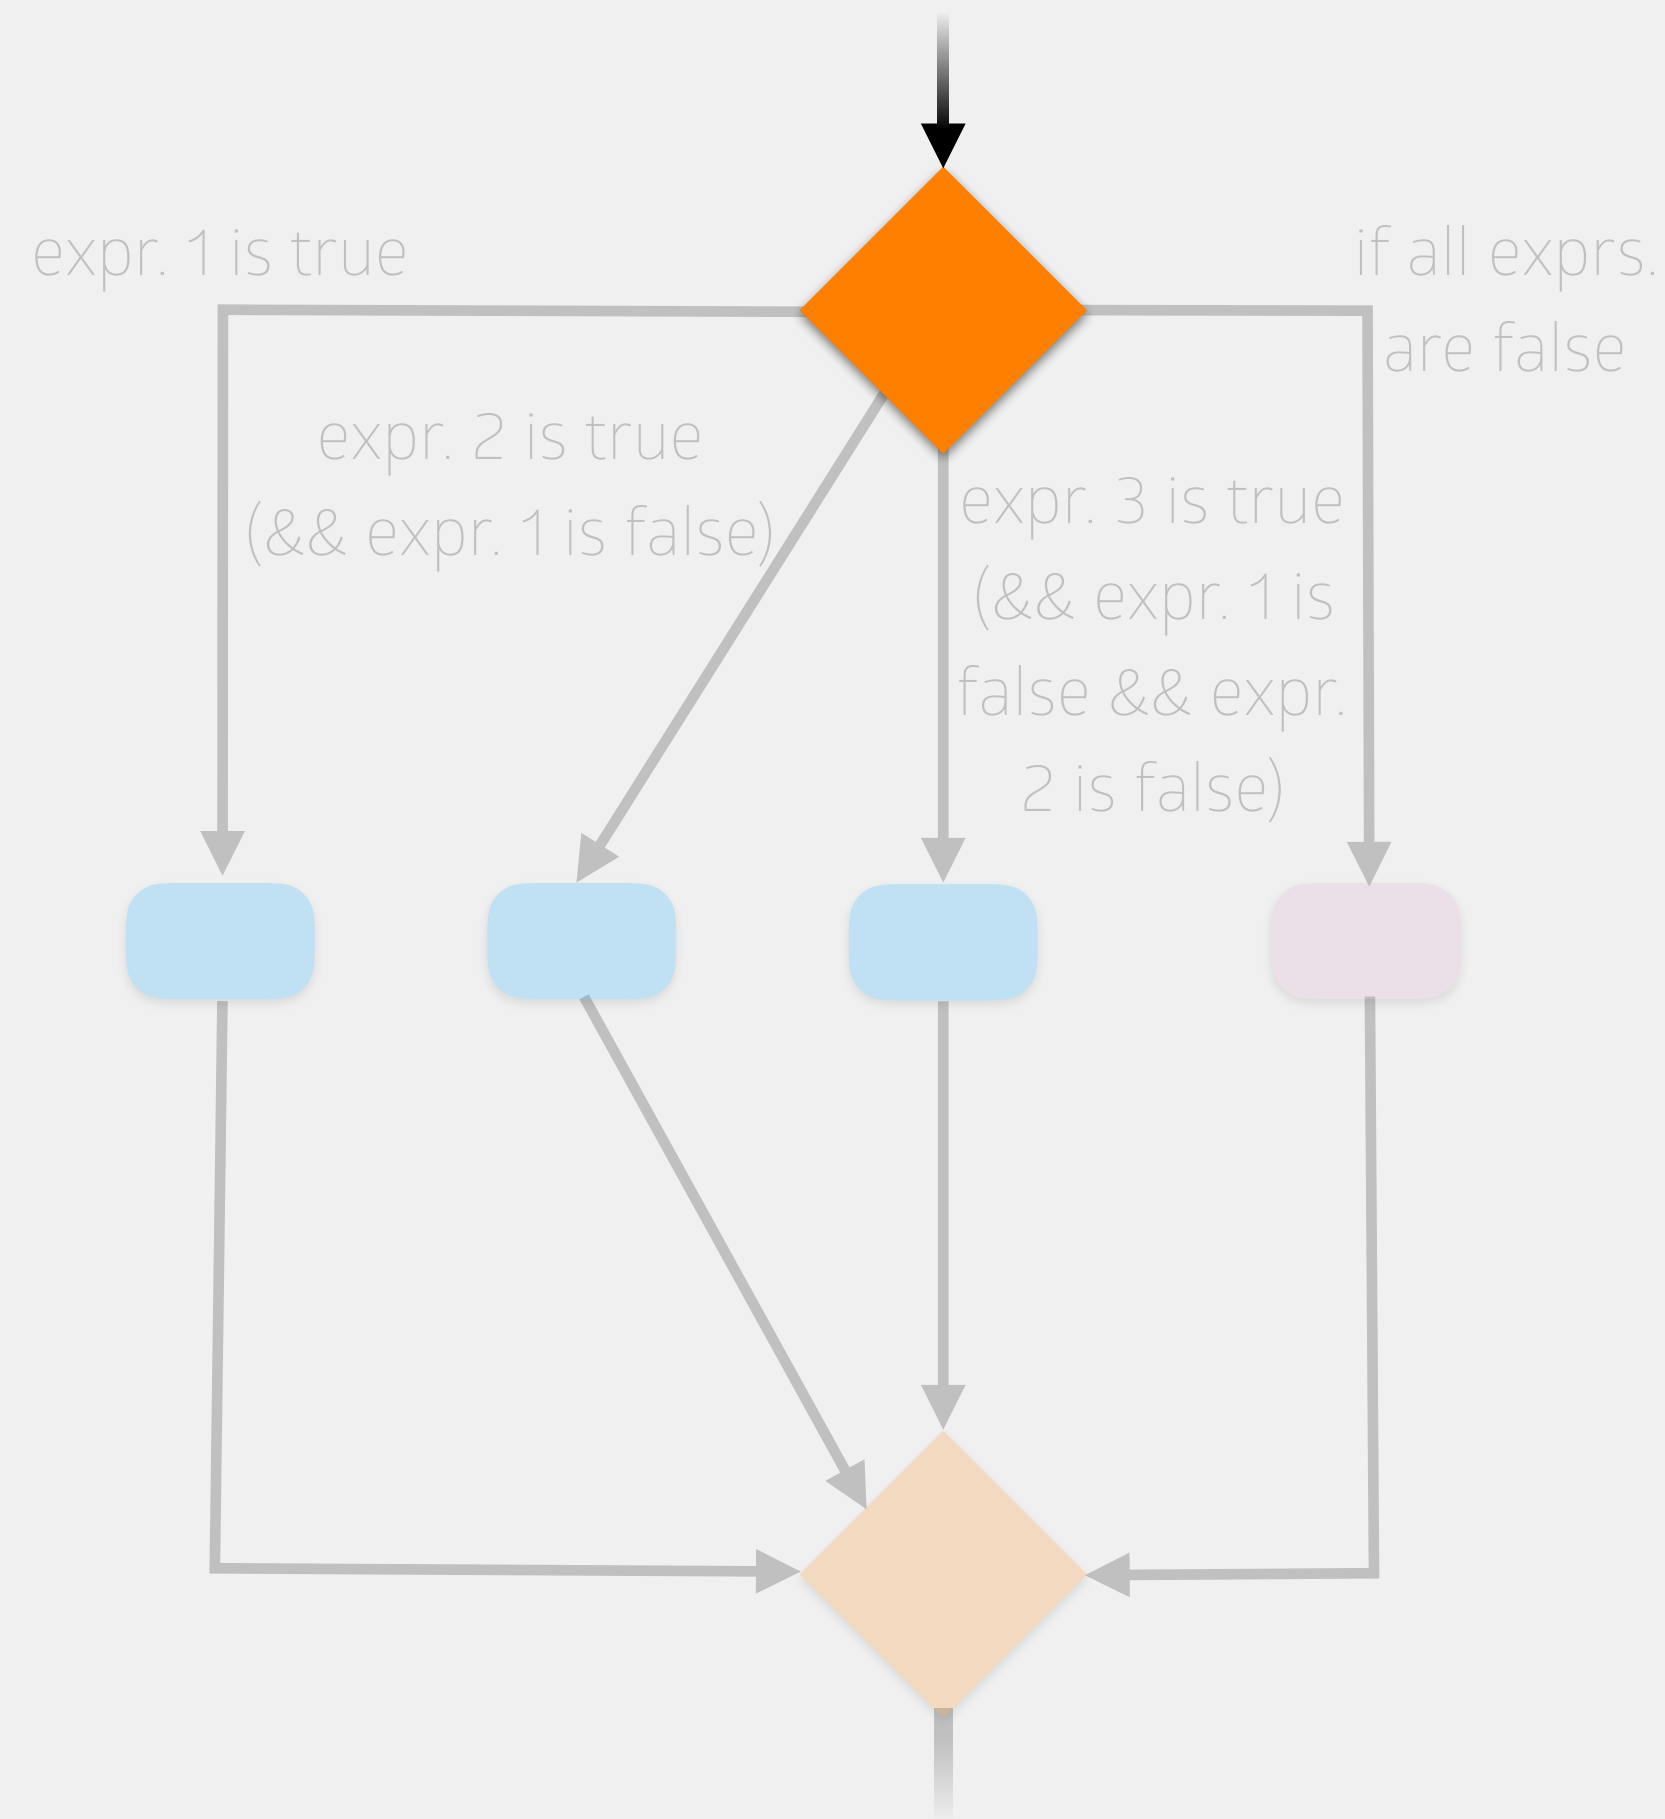 expr. 1 is true
if all exprs.
are false
expr. 2 is true
(&& expr. 1 is false)
expr. 3 is true
(&& expr. 1 is
false && expr.
2 is false)